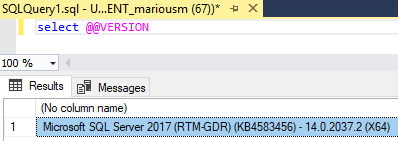 SQLQuery1.sql - U...ENT_mariousm (67))*
select @@VERSION
100 %
Results Messages
(No column name)
1 Microsoft SQL Server 2017 (RTM-GDR) (KB4583456) - 14.0.2037.2 (X64)